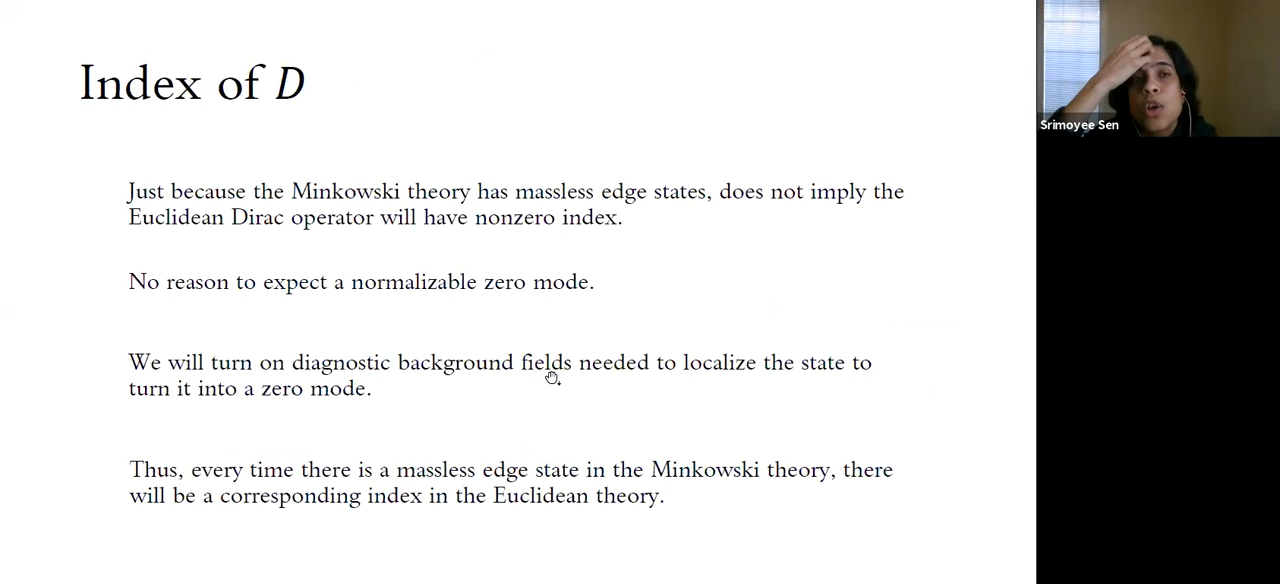 Index of D
Just because the Minkowski theory has massless edge states, does not imply the
Euclidean Dirac operator will have nonzero index.
No reason to expect a normalizable zero mode.
We will turn on diagnostic background fields needed to localize the state to
turn it into a zero mode.
Thus, every time there is a massless edge state in the Minkowski theory, there
will be a corresponding index in the Euclidean theory.
Srimoyee Sen